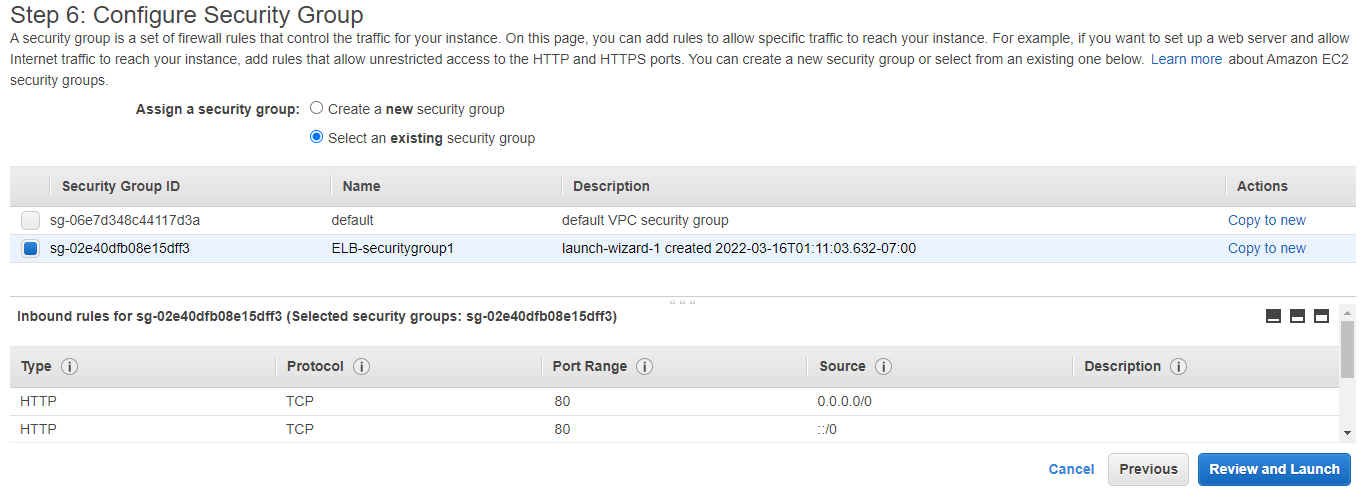 Step 6: Configure Security Group
A security group is a set of firewall rules that control the traffic for your instance. On this page, you can add rules to allow specific traffic to reach your instance. For example, if you want to set up a web server and allow
Internet traffic to reach your instance, add rules that allow unrestricted access to the HTTP and HTTPS ports. You can create a new security group or select from an existing one below. Learn more about Amazon EC2
security groups.
Assign a security group: Create a new security group
Select an existing security group
Security Group ID Name Description Actions
sg-06e7d348c44117d3a default default VPC security group Copy to new
sg-02e40dfb08e15dff3 ELB-securitygroup1 launch-wizard-1 created 2022-03-16T01:11:03.632-07:00 Copy to new
Inbound rules for sg-02e40dfb08e15dff3 (Selected security groups: sg-02e40dfb08e15dff3)
Type i Protocol i Port Range i Source i Description i
HTTP TCP 80 0.0.0.0/0
HTTP TCP 80 ::/0
Cancel Previous Review and Launch